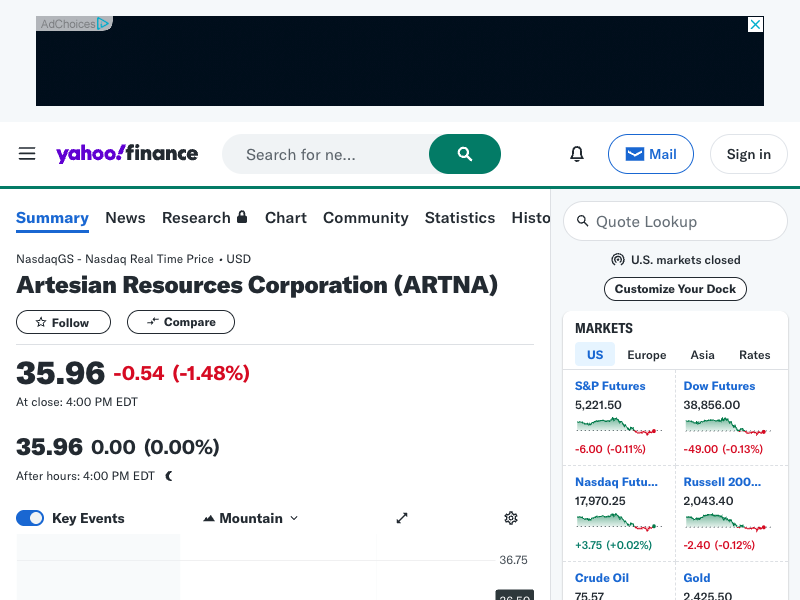 AdChoices
yahoo!finance
Search for ne...
Mail
Sign in
Summary News Research Chart Community Statistics Histo
Quote Lookup
NasdaqGS - Nasdaq Real Time Price • USD
Artesian Resources Corporation (ARTNA)
Follow
Compare
35.96 -0.54 (-1.48%)
At close: 4:00 PM EDT
35.96 0.00 (0.00%)
After hours: 4:00 PM EDT
Key Events
Mountain
36.75
36.50
U.S. markets closed
Customize Your Dock
MARKETS
US Europe Asia Rates
S&P Futures
5,221.50
-6.00 (-0.11%)
Dow Futures
38,856.00
-49.00 (-0.13%)
Nasdaq Futu...
17,970.25
+3.75 (+0.02%)
Russell 200...
2,043.40
-2.40 (-0.12%)
Crude Oil
75.57
Gold
2,425.50